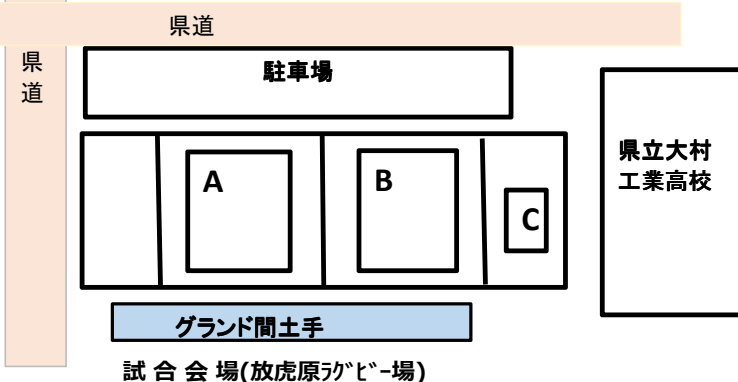 県道
県
道
駐車場
県立大村
工業高校
A
B
C
グランド間土手
試 合 会 場(放虎原ﾗｸﾞﾋﾞｰ場)